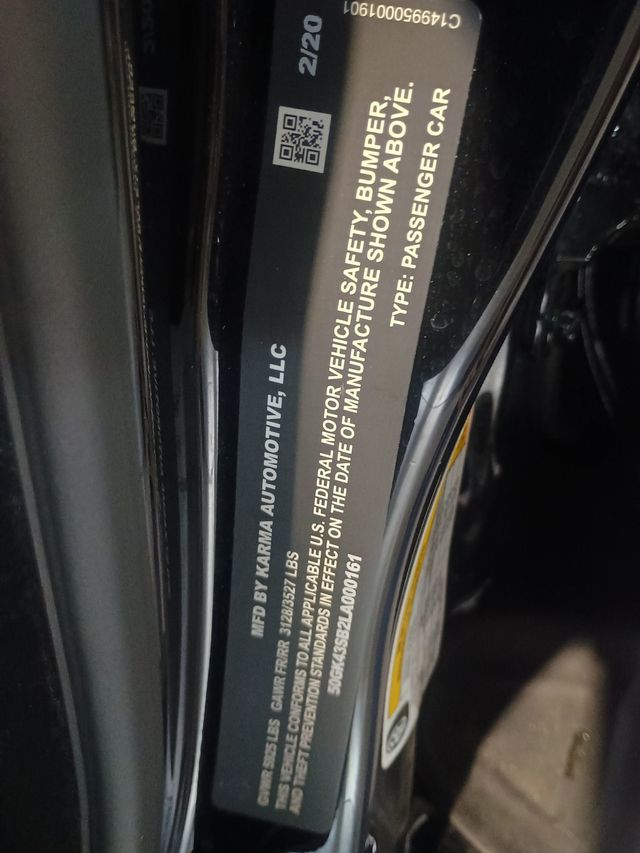 MFD BY KARMA AUTOMOTIVE, LLC
2/20
GVWR 5925 LBS GAWR FR/RR 3128/3527 LBS
THIS VEHICLE CONFORMS TO ALL APPLICABLE U.S. FEDERAL MOTOR VEHICLE SAFETY, BUMPER,
AND THEFT PREVENTION STANDARDS IN EFFECT ON THE DATE OF MANUFACTURE SHOWN ABOVE.
50GK43SB2LA000161
TYPE: PASSENGER CAR
C1499500001901